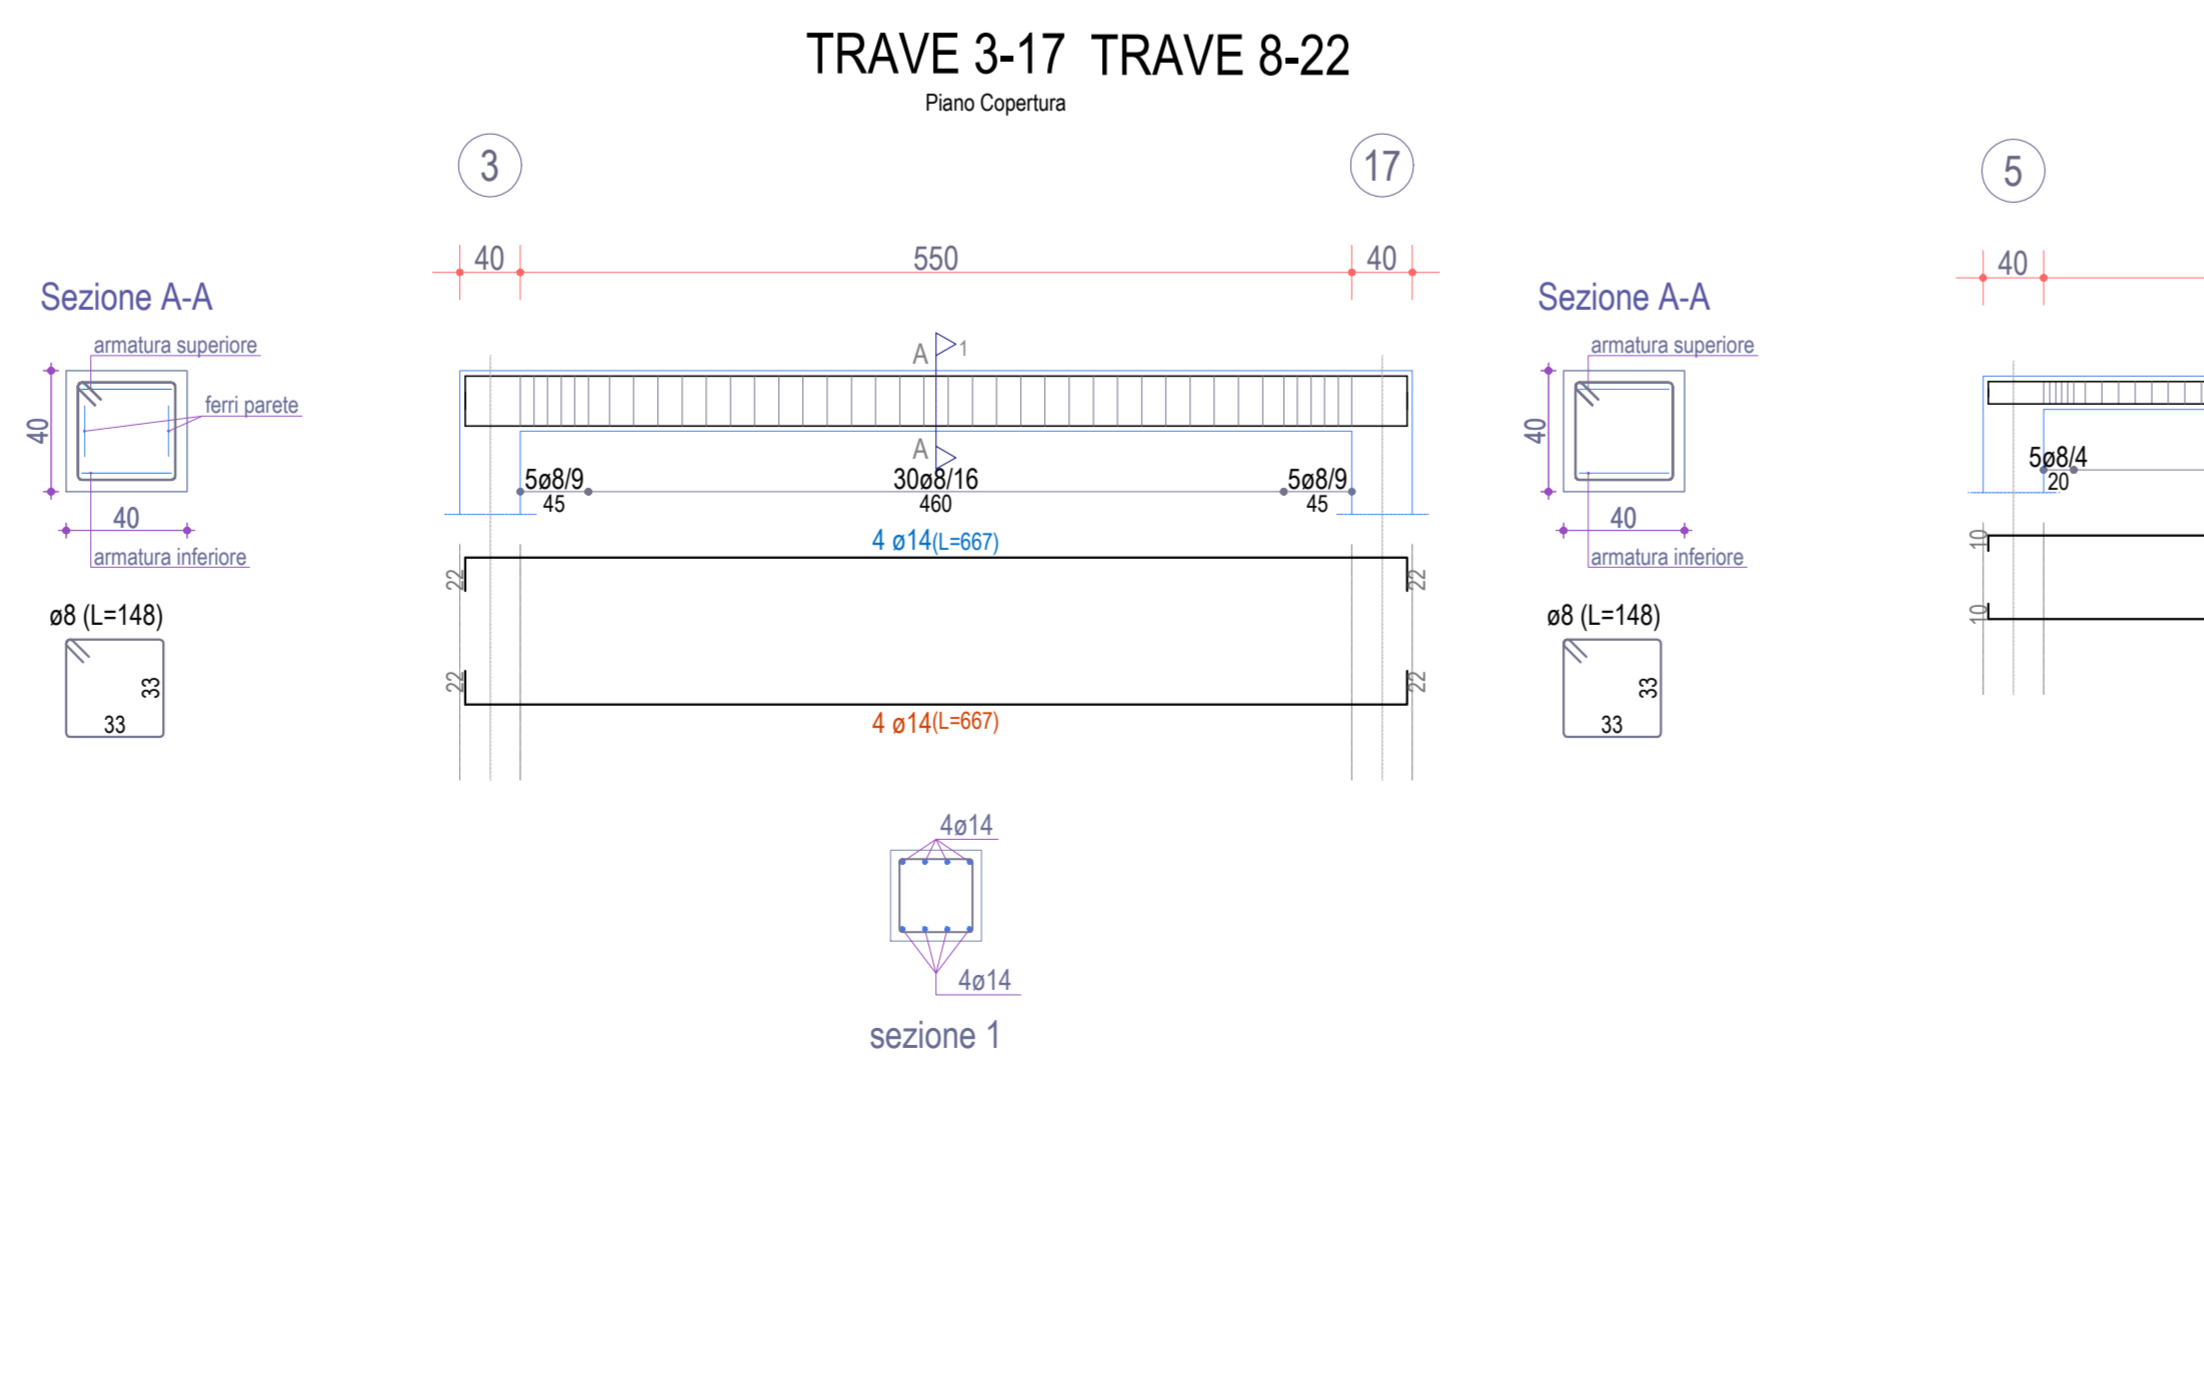 TRAVE 3-17 TRAVE 8-22
Piano Copertura
3
17
5
40
550
40
40
Sezione A-A
armatura superiore
ferri parete
40
40
armatura inferiore
ø8 (L=148)
33
33
A
1
A
5ø8/9
30ø8/16
5ø8/9
45
460
45
4 ø14(L=667)
22
22
22
22
4 ø14(L=667)
4ø14
4ø14
sezione 1
Sezione A-A
armatura superiore
40
40
armatura inferiore
ø8 (L=148)
33
33
5ø8/4
20
10
10